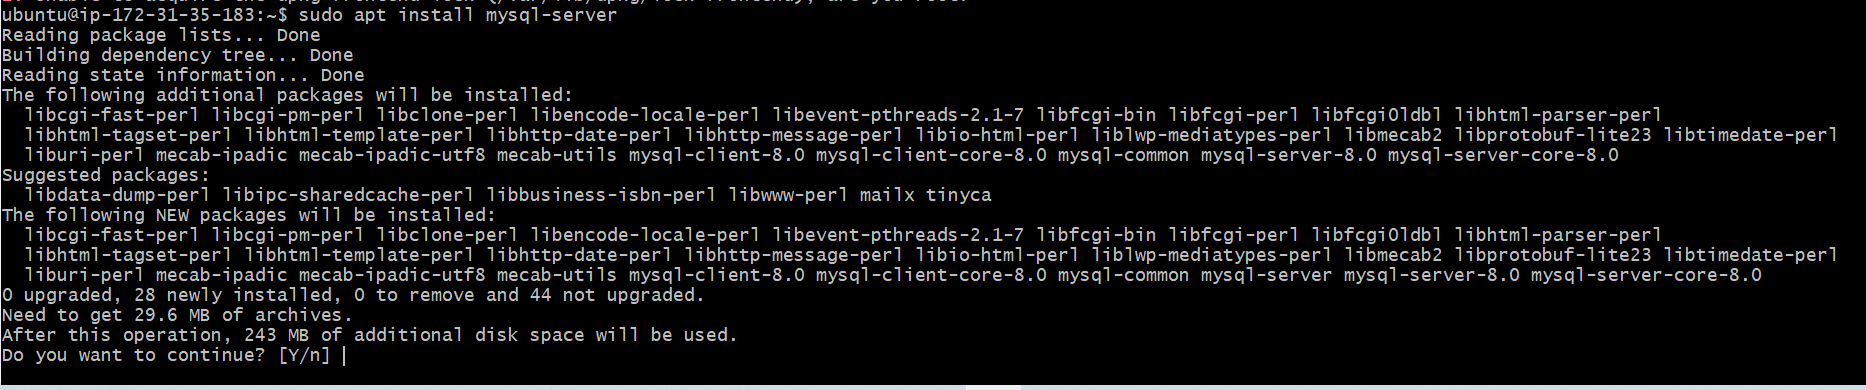 ubuntu@ip-172-31-35-183:~$ sudo apt install mysql-server
Reading package lists... Done
Building dependency tree... Done
Reading state information... Done
The following additional packages will be installed:
  libcgi-fast-perl libcgi-pm-perl libclone-perl libencode-locale-perl libevent-pthreads-2.1-7 libfcgi-bin libfcgi-perl libfcgi0ldbl libhtml-parser-perl
  libhtml-tagset-perl libhtml-template-perl libhttp-date-perl libhttp-message-perl libio-html-perl liblwp-mediatypes-perl libmecab2 libprotobuf-lite23 libtimedate-perl
  liburi-perl mecab-ipadic mecab-ipadic-utf8 mecab-utils mysql-client-8.0 mysql-client-core-8.0 mysql-common mysql-server-8.0 mysql-server-core-8.0
Suggested packages:
  libdata-dump-perl libipc-sharedcache-perl libbusiness-isbn-perl libwww-perl mailx tinyca
The following NEW packages will be installed:
  libcgi-fast-perl libcgi-pm-perl libclone-perl libencode-locale-perl libevent-pthreads-2.1-7 libfcgi-bin libfcgi-perl libfcgi0ldbl libhtml-parser-perl
  libhtml-tagset-perl libhtml-template-perl libhttp-date-perl libhttp-message-perl libio-html-perl liblwp-mediatypes-perl libmecab2 libprotobuf-lite23 libtimedate-perl
  liburi-perl mecab-ipadic mecab-ipadic-utf8 mecab-utils mysql-client-8.0 mysql-client-core-8.0 mysql-common mysql-server mysql-server-8.0 mysql-server-core-8.0
0 upgraded, 28 newly installed, 0 to remove and 44 not upgraded.
Need to get 29.6 MB of archives.
After this operation, 243 MB of additional disk space will be used.
Do you want to continue? [Y/n]